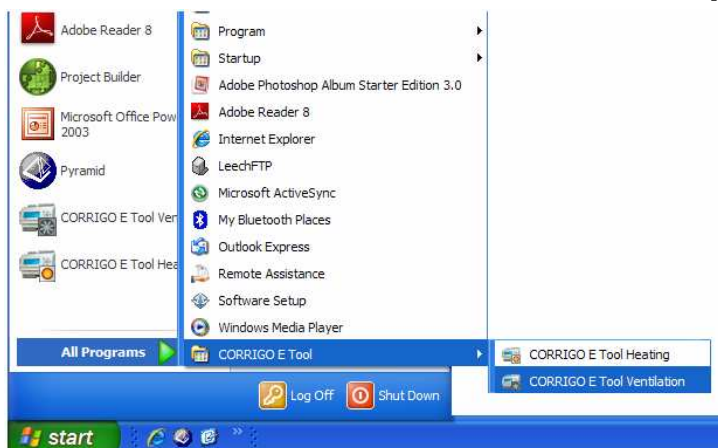 Adobe Reader 8
Project Builder
Microsoft Office Pow
2003
Pyramid
CORRIGO E Tool Ven
CORRIGO E Tool Hea
All Programs
Program
Startup
Adobe Photoshop Album Starter Edition 3.0
Adobe Reader 8
Internet Explorer
LeechFTP
Microsoft ActiveSync
My Bluetooth Places
Outlook Express
Remote Assistance
Software Setup
Windows Media Player
CORRIGO E Tool
CORRIGO E Tool Heating
CORRIGO E Tool Ventilation
Log Off
Shut Down
start